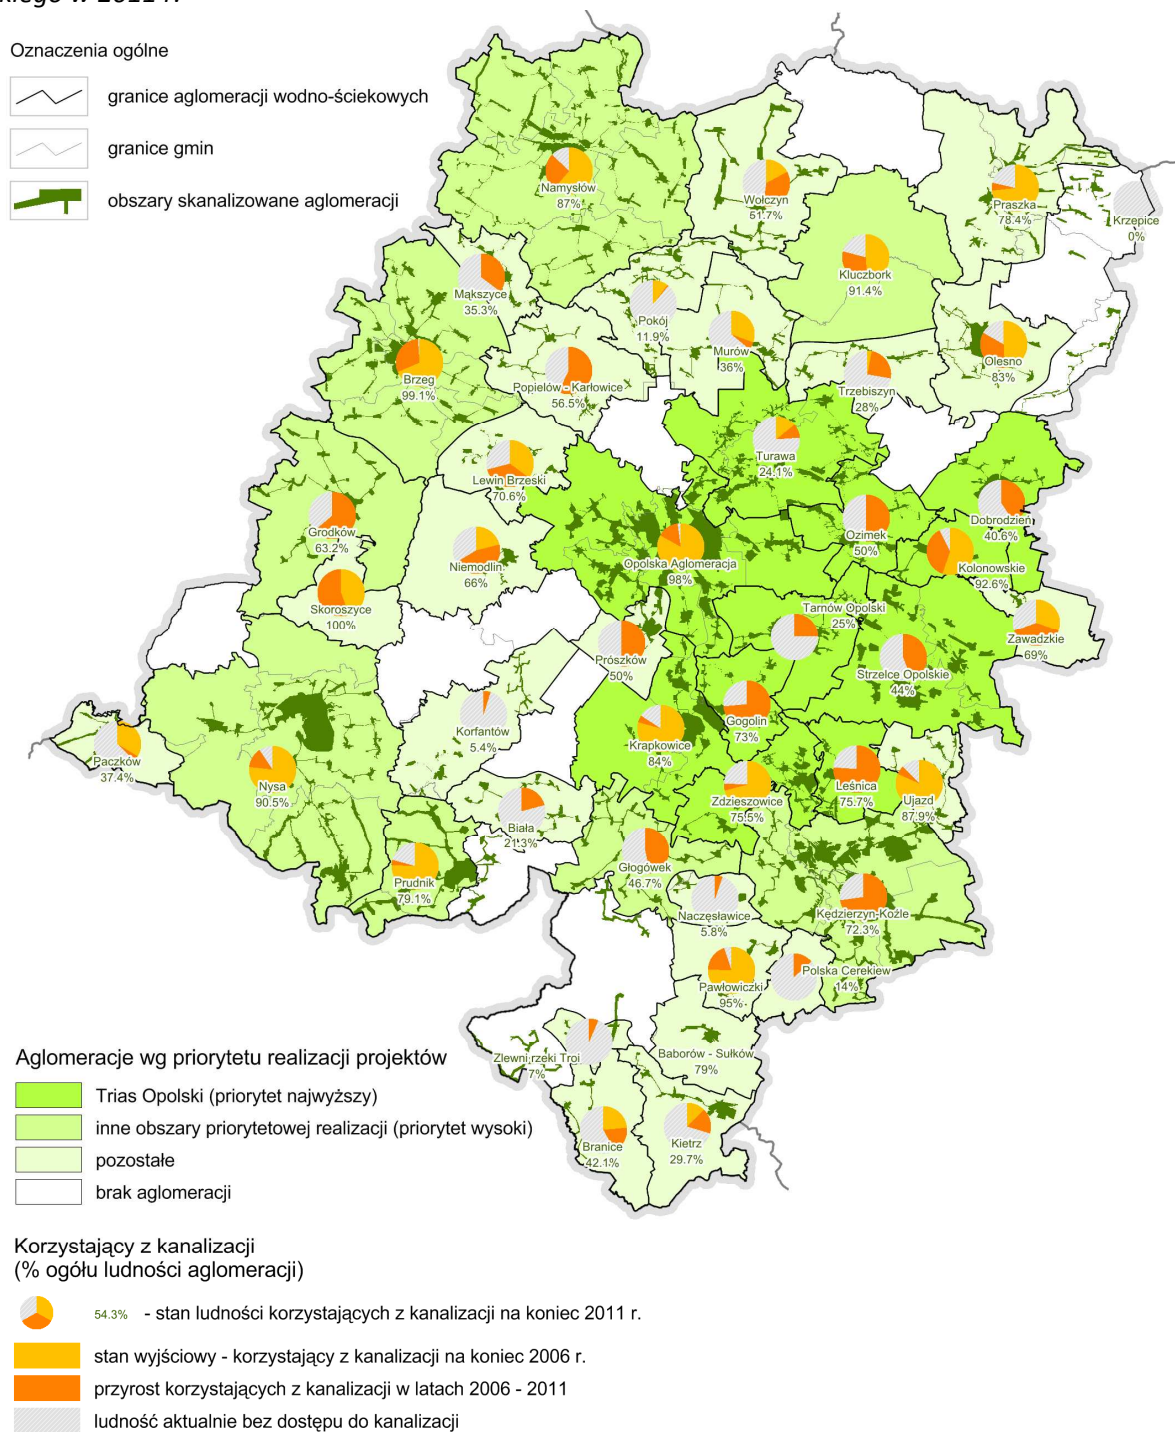 kiego w 2011 r.
Oznaczenia ogólne
granice aglomeracji wodno-ściekowych
granice gmin
obszary skanalizowane aglomeracji
Namysłów
87%
Wołczyn
51.7%
Praszka
78.4%
Krzepice
0%
Kluczbork
91.4%
Mąkszyce
35.3%
Pokój
11.9%
Murów
36%
Olesno
83%
Brzeg
99.1%
Popielów - Karłowice
56.5%
Trzebiszyn
28%
Turawa
24.1%
Lewin Brzeski
70.6%
Grodków
63.2%
Dobrodzień
40.6%
Ozimek
50%
Niemodlin
66%
Opolska Aglomeracja
98%
Kolonowskie
92.6%
Skoroszyce
100%
Tarnów Opolski
25%
Zawadzkie
69%
Prószków
50%
Strzelce Opolskie
44%
Korfantów
5.4%
Gogolin
73%
Krapkowice
84%
Paczków
37.4%
Nysa
90.5%
Zdzieszowice
75.5%
Leśnica
75.7%
Ujazd
87.9%
Biała
21.3%
Prudnik
79.1%
Głogówek
46.7%
Naczęsławice
5.8%
Kędzierzyn-Koźle
72.3%
Polska Cerekiew
14%
Pawłowiczki
95%
Zlewni rzeki Troi
7%
Baborów - Sułków
79%
Branice
42.1%
Kietrz
29.7%
Aglomeracje wg priorytetu realizacji projektów
Trias Opolski (priorytet najwyższy)
inne obszary priorytetowej realizacji (priorytet wysoki)
pozostałe
brak aglomeracji
Korzystający z kanalizacji
(% ogółu ludności aglomeracji)
54.3% - stan ludności korzystających z kanalizacji na koniec 2011 r.
stan wyjściowy - korzystający z kanalizacji na koniec 2006 r.
przyrost korzystających z kanalizacji w latach 2006 - 2011
ludność aktualnie bez dostępu do kanalizacji